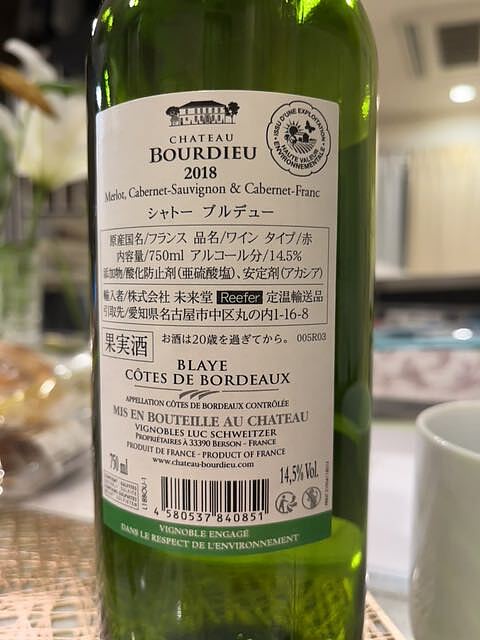 CHATEAU
BOURDIEU
2018
Merlot, Cabernet-Sauvignon & Cabernet-Franc
ISSU D'UNE EXPLOITATION
HAUTE VALEUR ENVIRONNEMENTALE
シャトー ブルデュー
原産国名/フランス 品名/ワイン タイプ/赤
内容量/750ml アルコール分/14.5%
添加物/酸化防止剤(亜硫酸塩)、安定剤(アカシア)
輸入者/株式会社 未来堂 Reefer 定温輸送品
引取先/愛知県名古屋市中区丸の内1-16-8
果実酒 お酒は20歳を過ぎてから。 005R03
BLAYE
CÔTES DE BORDEAUX
APPELLATION CÔTES DE BORDEAUX CONTRÔLÉE
MIS EN BOUTEILLE AU CHATEAU
VIGNOBLES LUC SCHWEITZER
PROPRIÉTAIRES À 33390 BERSON - FRANCE
PRODUIT DE FRANCE - PRODUCT OF FRANCE
www.chateau-bourdieu.com
750 ml
14,5% Vol.
4 580537 840851
VIGNOBLE ENGAGÉ
DANS LE RESPECT DE L'ENVIRONNEMENT